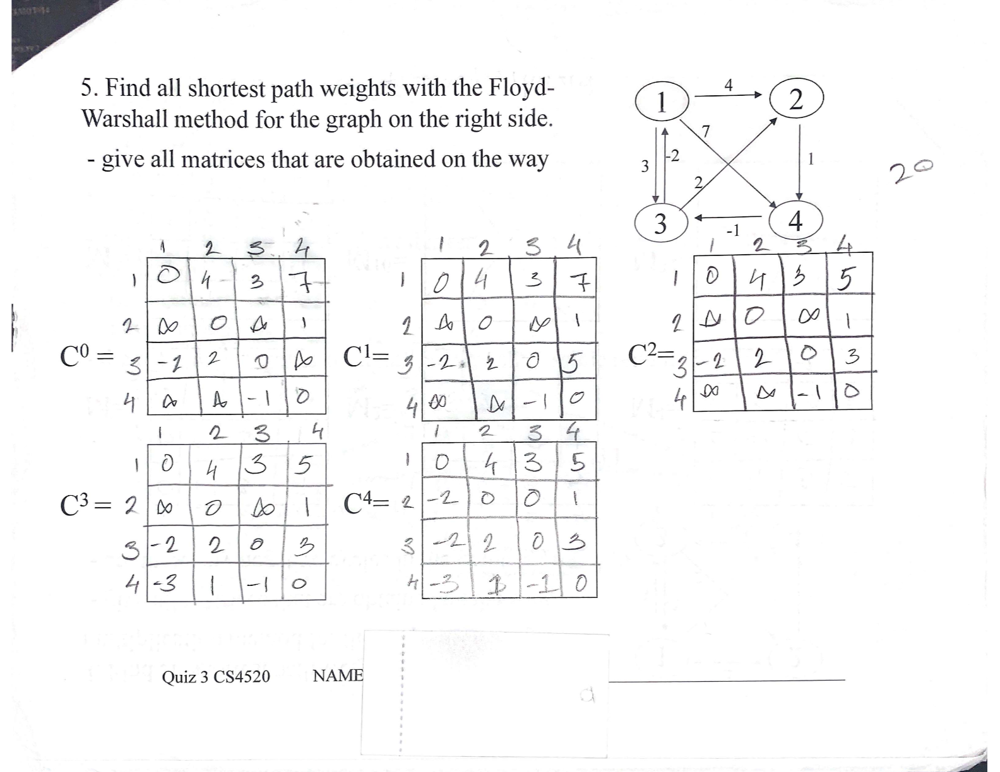 5. Find all shortest path weights with the Floyd-
Warshall method for the graph on the right side.
- give all matrices that are obtained on the way
1 4 2
7
3 -2 1
2
3 -1 4
20
1 2 3 4
1 0 4 3 7
2 ∞ 0 ∞ 1
C⁰ = 3 -2 2 0 ∞
4 ∞ ∞ -1 0
1 2 3 4
1 0 4 3 7
2 ∞ 0 ∞ 1
C¹= 3 -2 2 0 5
4 ∞ ∞ -1 0
1 2 3 4
1 0 4 3 5
2 ∞ 0 ∞ 1
C²= 3 -2 2 0 3
4 ∞ ∞ -1 0
1 2 3 4
1 0 4 3 5
C³ = 2 ∞ 0 ∞ 1
3 -2 2 0 3
4 -3 1 -1 0
1 2 3 4
1 0 4 3 5
C⁴= 2 -2 0 0 1
3 -2 2 0 3
4 -3 1 -1 0
Quiz 3 CS4520 NAME